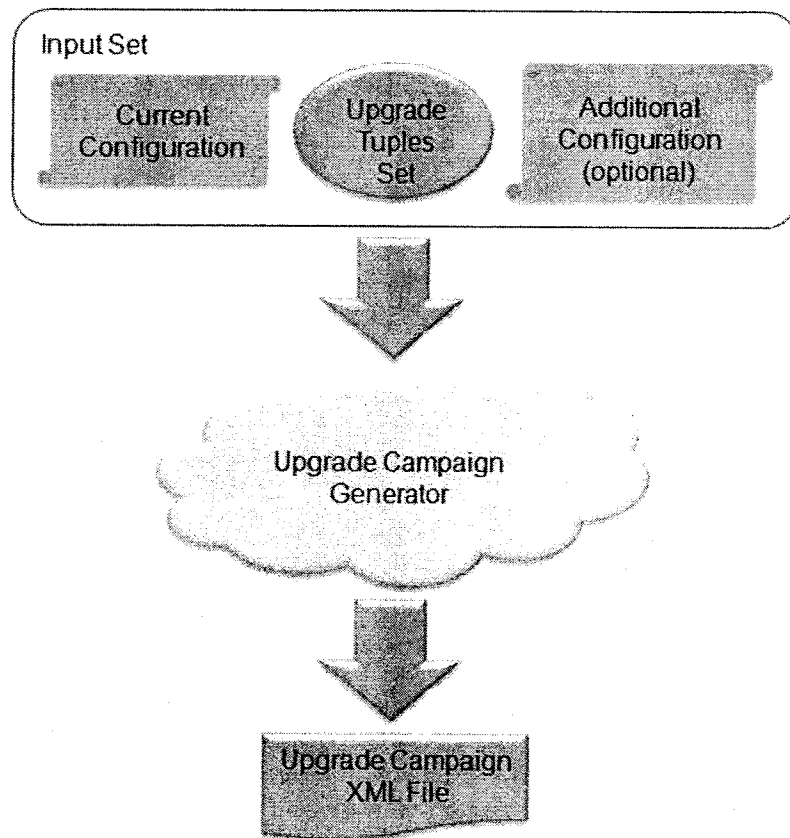 Input Set
Current
Configuration
Upgrade
Tuples
Set
Additional
Configuration
(optional)
Upgrade Campaign
Generator
Upgrade Campaign
XML File